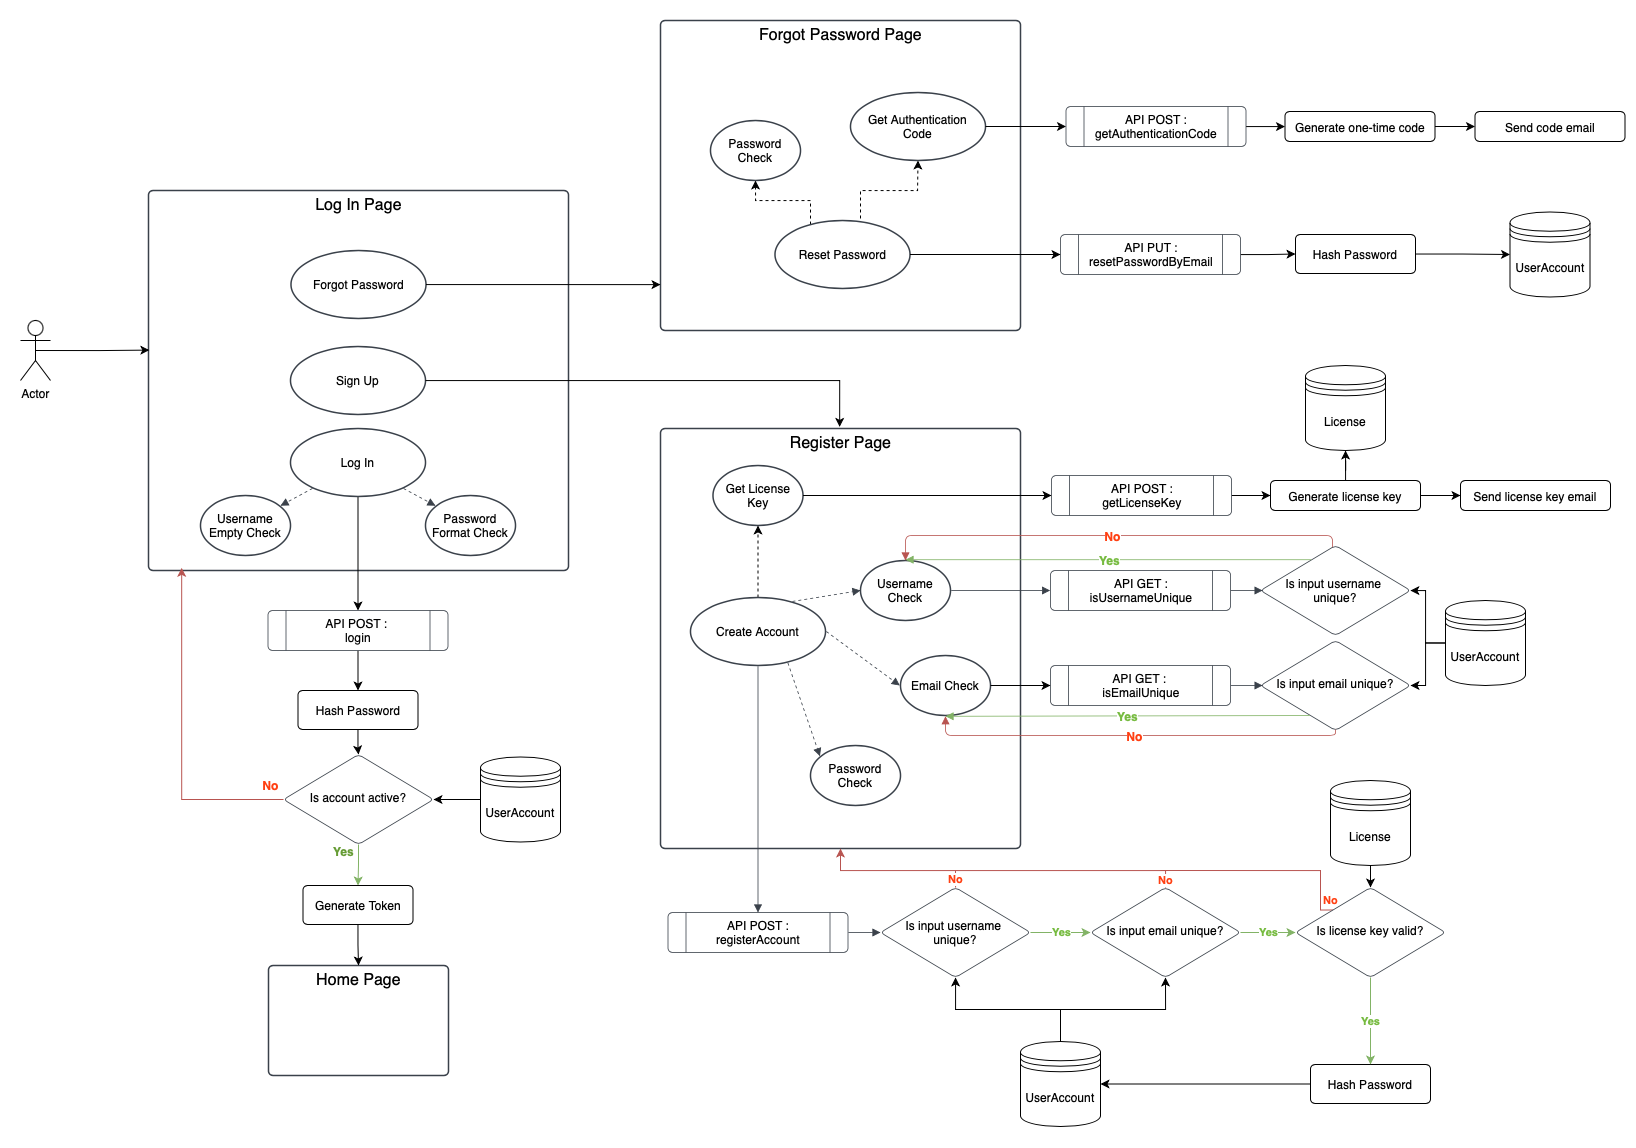 Forgot Password Page
Get Authentication
Code
Password
Check
Reset Password
API POST :
getAuthenticationCode
Generate one-time code
Send code email
API PUT :
resetPasswordByEmail
Hash Password
UserAccount
Log In Page
Forgot Password
Sign Up
Log In
Username
Empty Check
Password
Format Check
Actor
API POST :
login
Hash Password
No
Is account active?
UserAccount
Yes
Generate Token
Home Page
Register Page
Get License
Key
API POST :
getLicenseKey
License
Generate license key
Send license key email
No
Yes
Username
Check
API GET :
isUsernameUnique
Is input username
unique?
Create Account
UserAccount
Email Check
API GET :
isEmailUnique
Is input email unique?
Yes
No
Password
Check
License
No
No
No
API POST :
registerAccount
Is input username
unique?
Yes
Is input email unique?
Yes
Is license key valid?
Yes
Hash Password
UserAccount